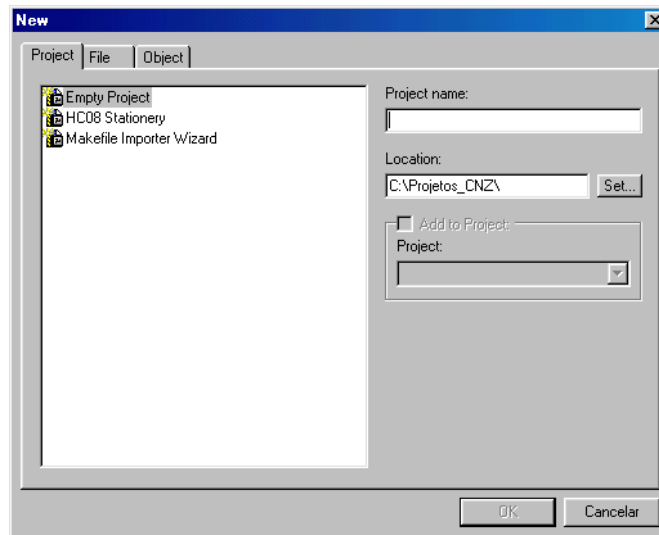 New
Project File Object
Empty Project
HC08 Stationery
Makefile Importer Wizard
Project name:
Location:
C:\Projetos_CNZ\
Set...
Add to Project:
Project:
OK Cancelar